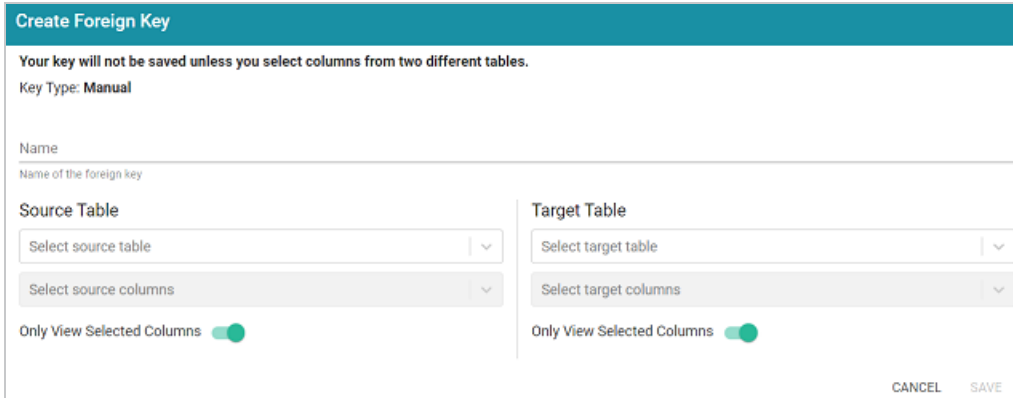 Create Foreign Key
Your key will not be saved unless you select columns from two different tables.
Key Type: Manual
Name
Name of the foreign key
Source Table
Select source table
Select source columns
Only View Selected Columns
Target Table
Select target table
Select target columns
Only View Selected Columns
CANCEL SAVE